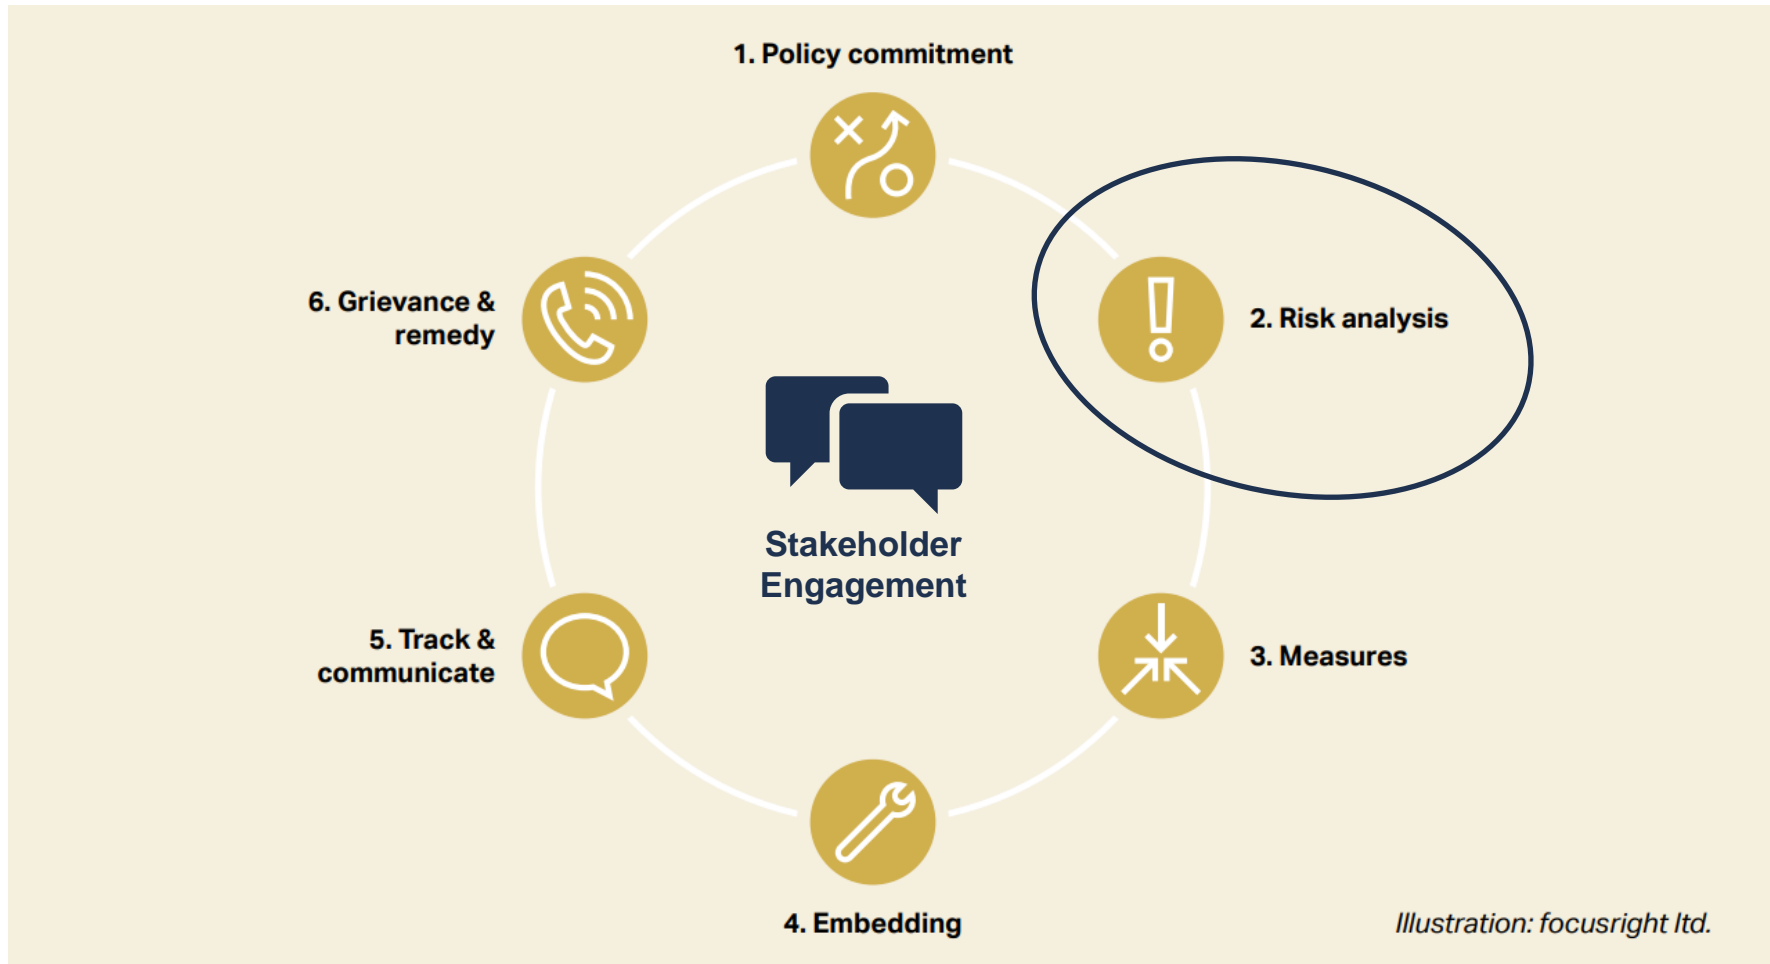 1. Policy commitment
2. Risk analysis
3. Measures
4. Embedding
5. Track &
communicate
6. Grievance &
remedy
Stakeholder
Engagement
Illustration: focusright ltd.